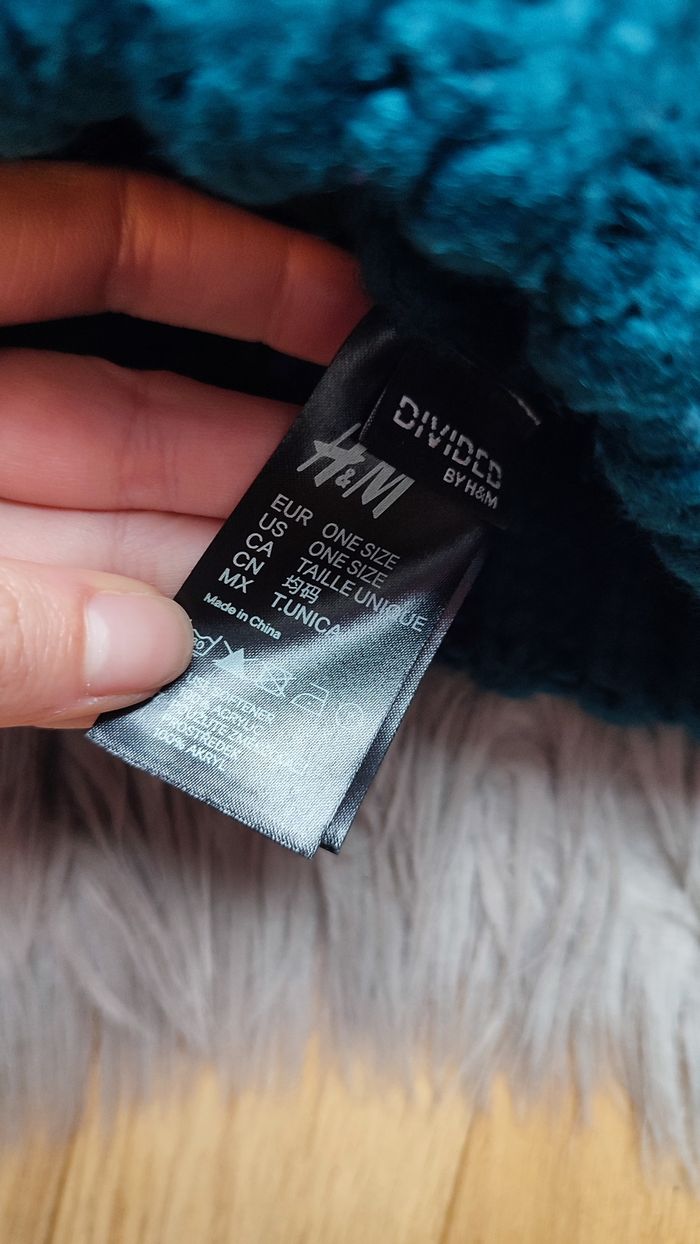 DIVIDED
BY H&M
H&M
EUR ONE SIZE
US ONE SIZE
CA TAILLE UNIQUE
CN 均码
MX T.UNICA
Made in China
100% AKRYL